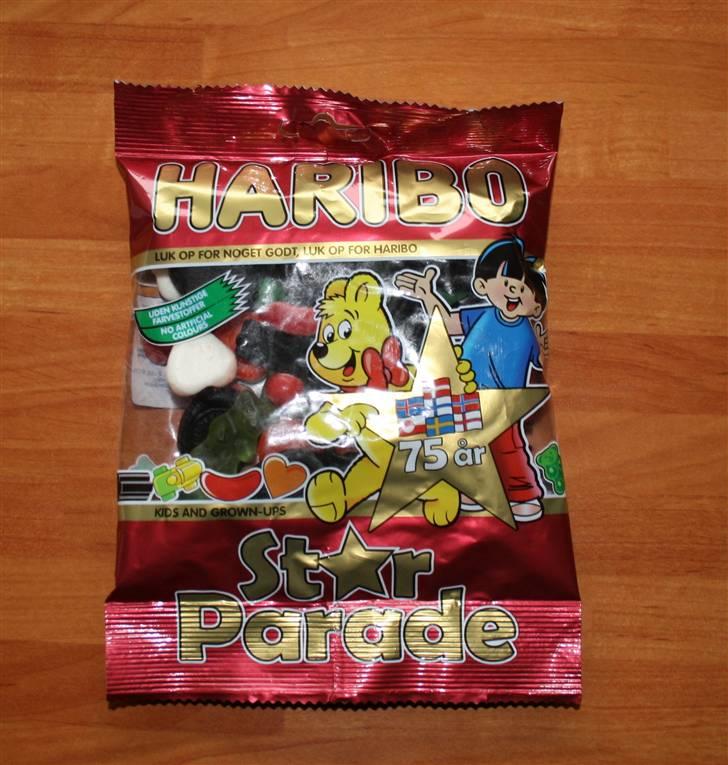 HARIBO
LUK OP FOR NOGET GODT, LUK OP FOR HARIBO
UDEN KUNSTIGE
FARVESTOFFER
NO ARTIFICIAL
COLOURS
75 år
KIDS AND GROWN-UPS
Star
Parade